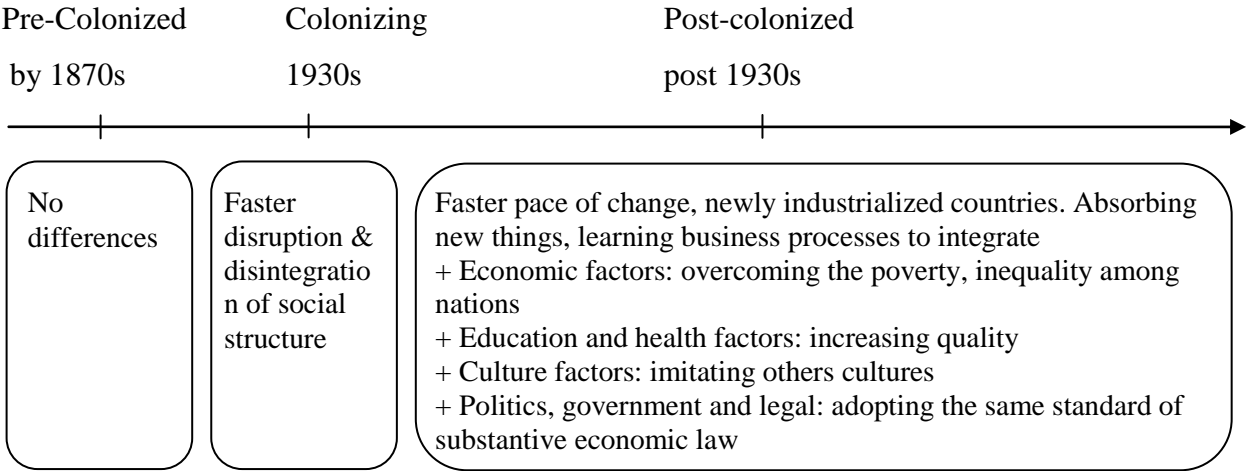 Pre-Colonized
by 1870s
Colonizing
1930s
Post-colonized
post 1930s
No
differences
Faster
disruption &
disintegratio
n of social
structure
Faster pace of change, newly industrialized countries. Absorbing
new things, learning business processes to integrate
+ Economic factors: overcoming the poverty, inequality among
nations
+ Education and health factors: increasing quality
+ Culture factors: imitating others cultures
+ Politics, government and legal: adopting the same standard of
substantive economic law